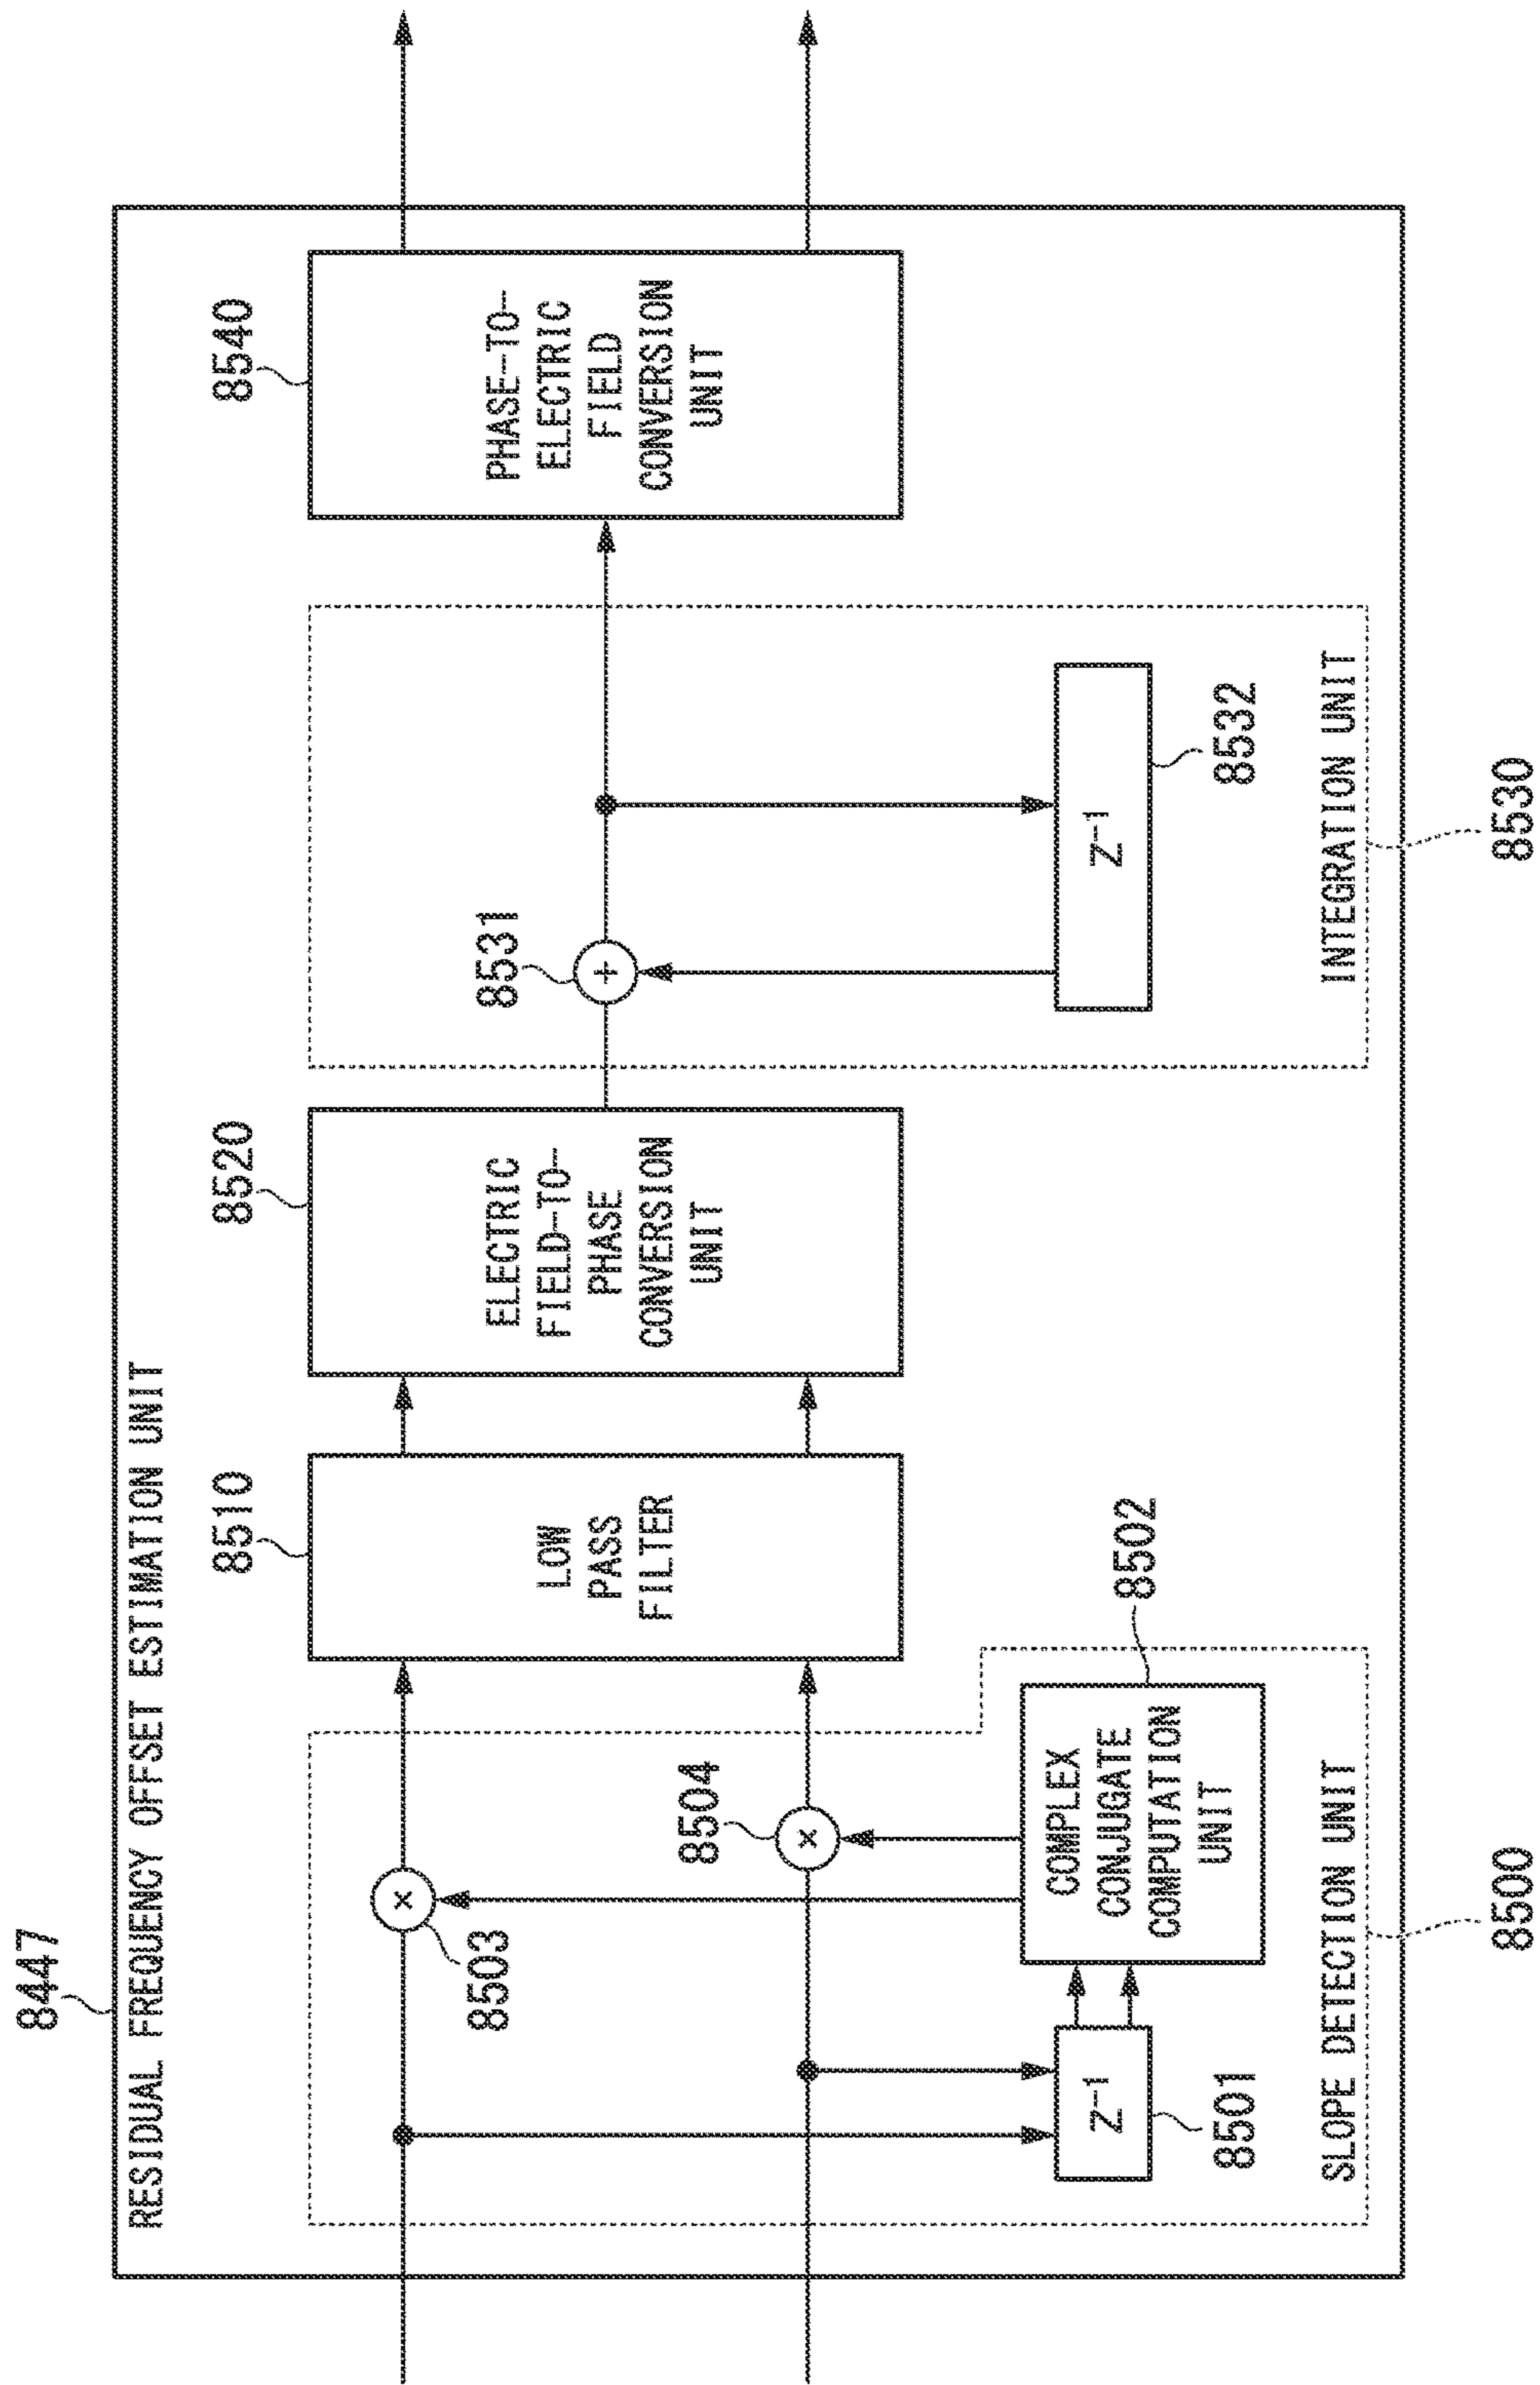 8447
RESIDUAL FREQUENCY OFFSET ESTIMATION UNIT
8503
×
8504
×
Z⁻¹
8501
COMPLEX
CONJUGATE
COMPUTATION
UNIT
8502
SLOPE DETECTION UNIT
8500
8510
LOW
PASS
FILTER
8520
ELECTRIC
FIELD-TO-
PHASE
CONVERSION
UNIT
8531
+
Z⁻¹
8532
INTEGRATION UNIT
8530
8540
PHASE-TO-
ELECTRIC
FIELD
CONVERSION
UNIT